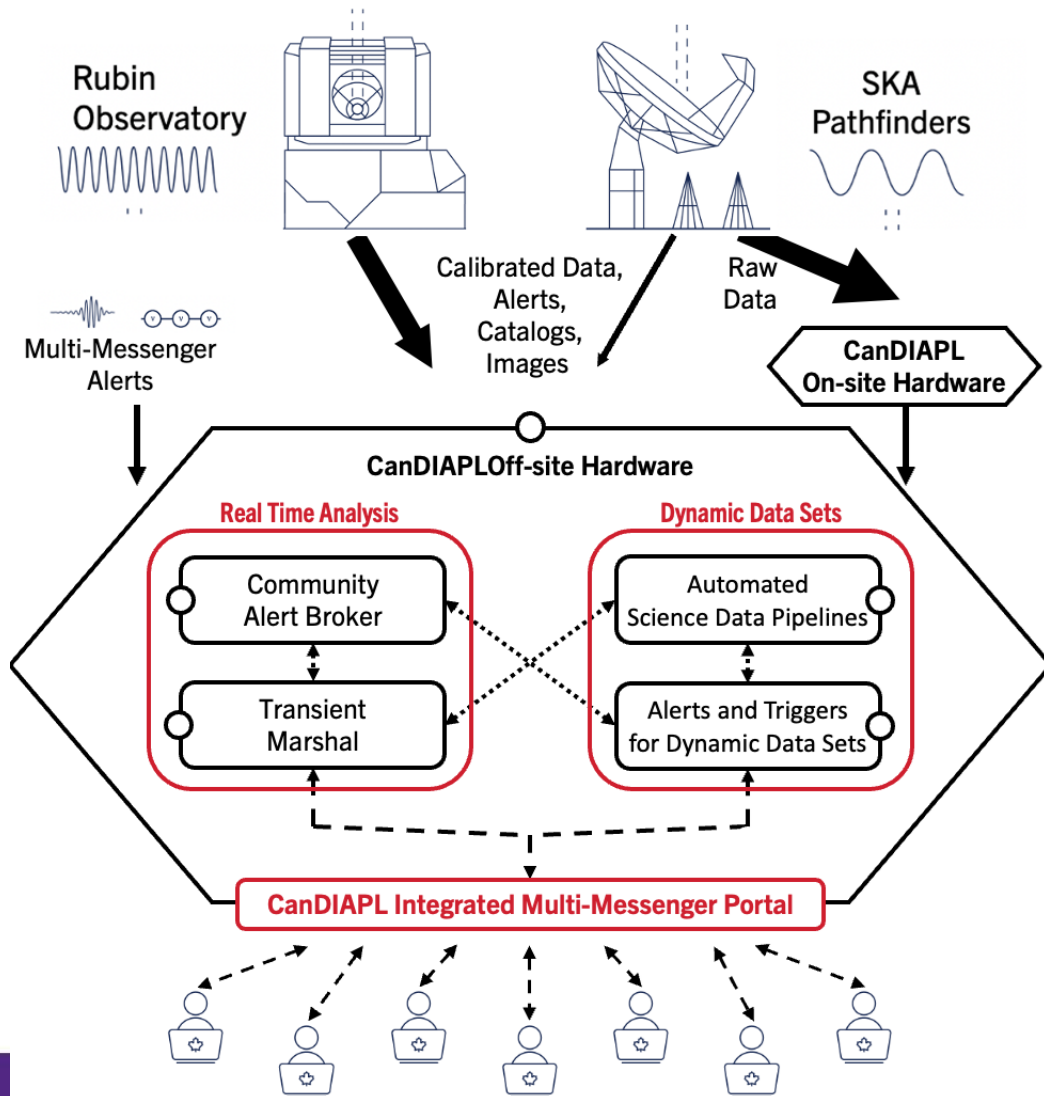 Rubin
Observatory
SKA
Pathfinders
Calibrated Data,
Alerts,
Catalogs,
Images
Raw
Data
Multi-Messenger
Alerts
CanDIAPL
On-site Hardware
CanDIAPLOff-site Hardware
Real Time Analysis
Dynamic Data Sets
Community
Alert Broker
Automated
Science Data Pipelines
Transient
Marshal
Alerts and Triggers
for Dynamic Data Sets
CanDIAPL Integrated Multi-Messenger Portal